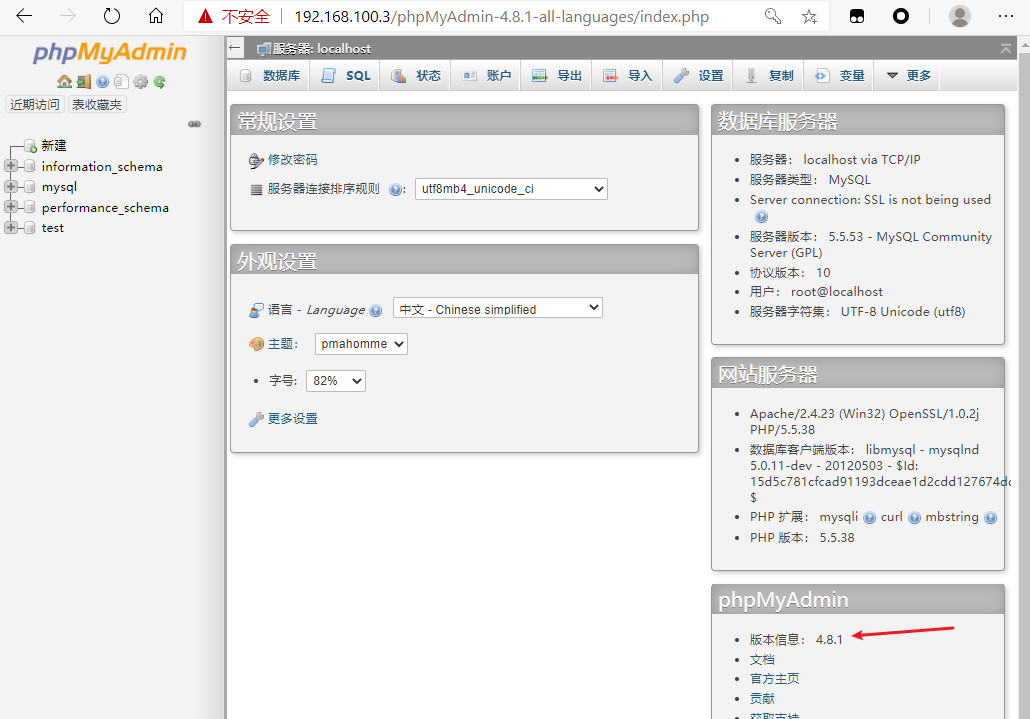 不安全 192.168.100.3/phpMyAdmin-4.8.1-all-languages/index.php
phpMyAdmin
近期访问 表收藏夹
新建
information_schema
mysql
performance_schema
test
服务器: localhost
数据库 SQL 状态 账户 导出 导入 设置 复制 变量 更多
常规设置
修改密码
服务器连接排序规则 : utf8mb4_unicode_ci
外观设置
语言 - Language 中文 - Chinese simplified
主题: pmahomme
字号: 82%
更多设置
数据库服务器
服务器: localhost via TCP/IP
服务器类型: MySQL
Server connection: SSL is not being used
服务器版本: 5.5.53 - MySQL Community
Server (GPL)
协议版本: 10
用户: root@localhost
服务器字符集: UTF-8 Unicode (utf8)
网站服务器
Apache/2.4.23 (Win32) OpenSSL/1.0.2j
PHP/5.5.38
数据库客户端版本: libmysql - mysqlnd
5.0.11-dev - 20120503 - $Id:
15d5c781cfcad91193dceae1d2cdd127674dc
$
PHP 扩展: mysqli curl mbstring
PHP 版本: 5.5.38
phpMyAdmin
版本信息: 4.8.1
文档
官方主页
贡献
获取支持